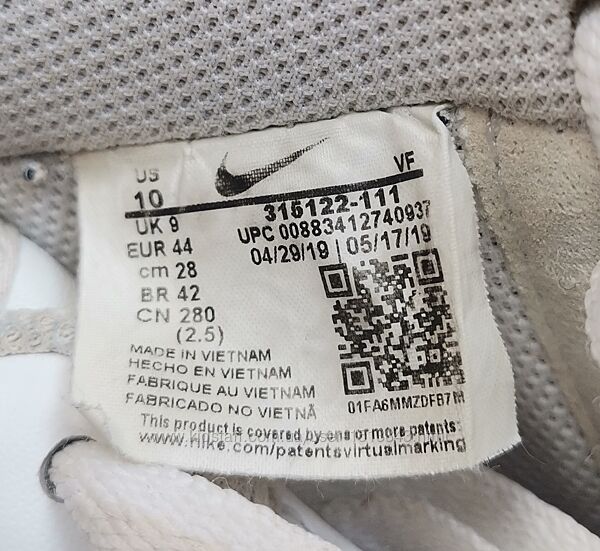 US
VF
10
315122-111
UK 9
UPC 00883412740937
EUR 44
04/29/19 | 05/17/19
cm 28
BR 42
CN 280
(2.5)
MADE IN VIETNAM
HECHO EN VIETNAM
FABRIQUE AU VIETNAM
FABRICADO NO VIETNÃ
01FA6MMZDFB71M
This product is covered by one or more patents
www.nike.com/patentsvirtualmarking